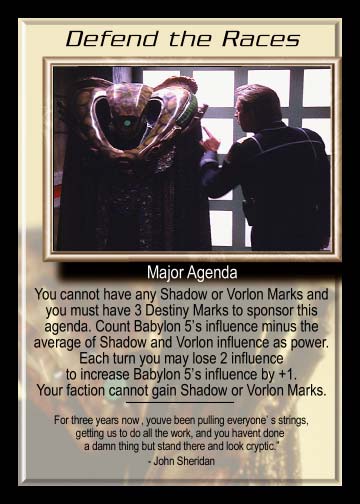 Defend the Races
Major Agenda
You cannot have any Shadow or Vorlon Marks and
you must have 3 Destiny Marks to sponsor this
agenda. Count Babylon 5's influence minus the
average of Shadow and Vorlon influence as power.
Each turn you may lose 2 influence
to increase Babylon 5's influence by +1.
Your faction cannot gain Shadow or Vorlon Marks.
For three years now , youve been pulling everyone` s strings,
getting us to do all the work, and you havent done
a damn thing but stand there and look cryptic."
- John Sheridan